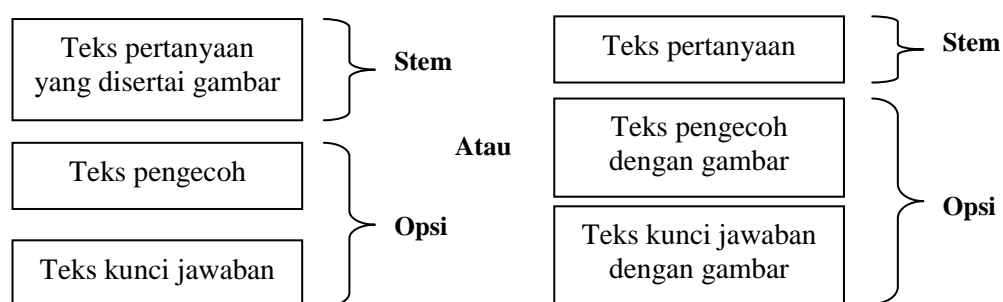 Teks pertanyaan
yang disertai gambar
Stem
Teks pengecoh
Teks kunci jawaban
Opsi
Atau
Teks pertanyaan
Stem
Teks pengecoh
dengan gambar
Teks kunci jawaban
dengan gambar
Opsi